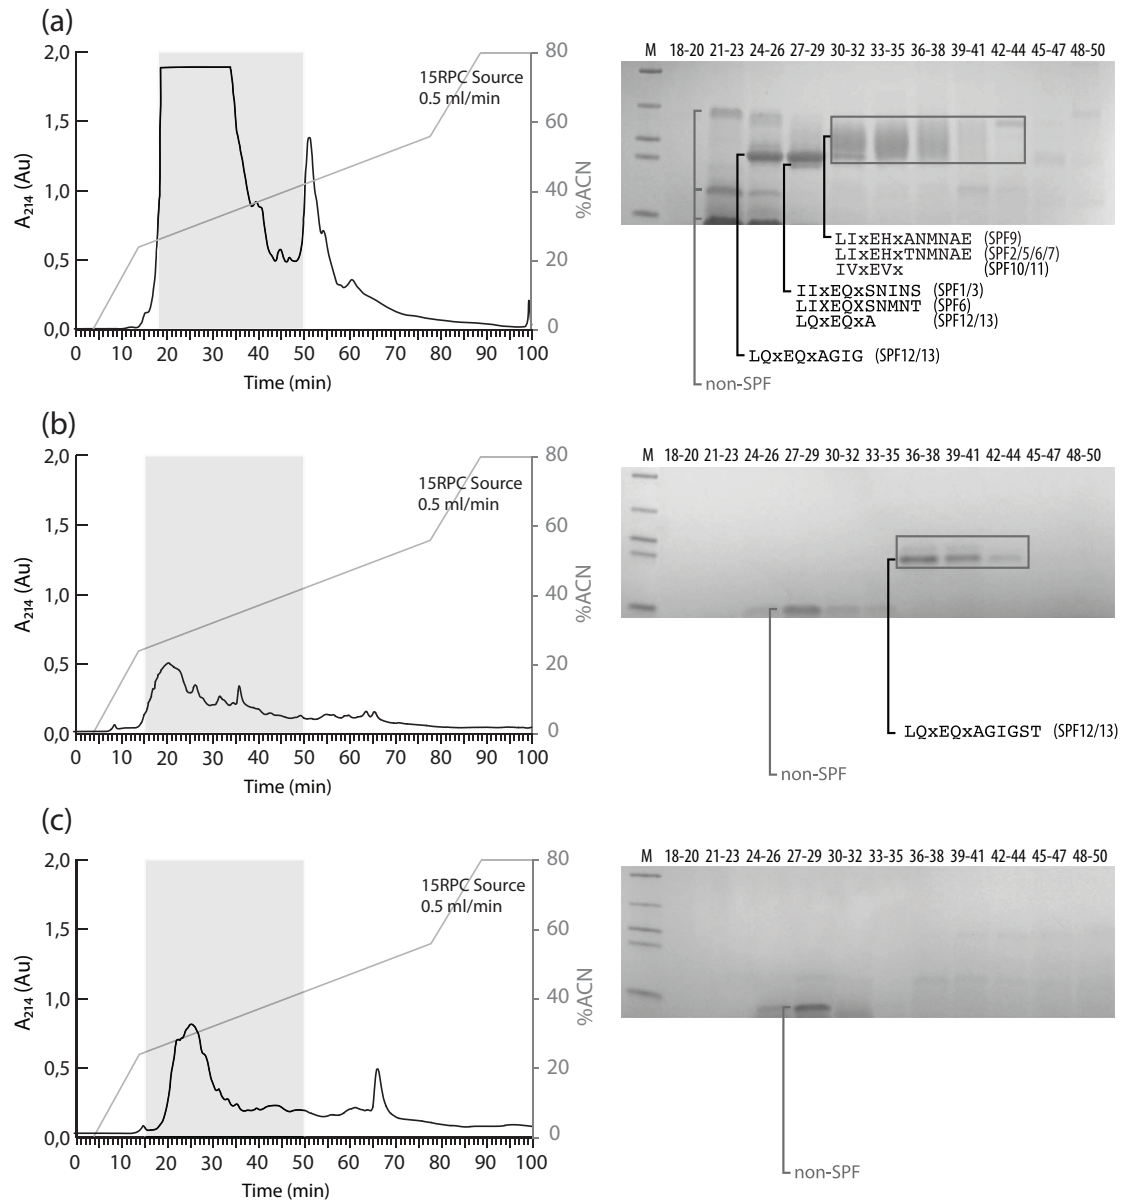 (a)
2,0
1,5
1,0
0,5
0,0
A214 (Au)
0 10 20 30 40 50 60 70 80 90 100
Time (min)
15RPC Source
0.5 ml/min
80
60
40
20
0
%ACN
M 18-20 21-23 24-26 27-29 30-32 33-35 36-38 39-41 42-44 45-47 48-50
LIxEHxANMNAE (SPF9)
LIxEHxTNMNAE (SPF2/5/6/7)
IVxEVx (SPF10/11)
IIxEQxSNINS (SPF1/3)
LIXEQXSNMNT (SPF6)
LQxEQxA (SPF12/13)
LQxEQxAGIG (SPF12/13)
non-SPF
(b)
2,0
1,5
1,0
0,5
0,0
A214 (Au)
0 10 20 30 40 50 60 70 80 90 100
Time (min)
15RPC Source
0.5 ml/min
80
60
40
20
0
%ACN
M 18-20 21-23 24-26 27-29 30-32 33-35 36-38 39-41 42-44 45-47 48-50
LQxEQxAGIGST (SPF12/13)
non-SPF
(c)
2,0
1,5
1,0
0,5
0,0
A214 (Au)
0 10 20 30 40 50 60 70 80 90 100
Time (min)
15RPC Source
0.5 ml/min
80
60
40
20
0
%ACN
M 18-20 21-23 24-26 27-29 30-32 33-35 36-38 39-41 42-44 45-47 48-50
non-SPF